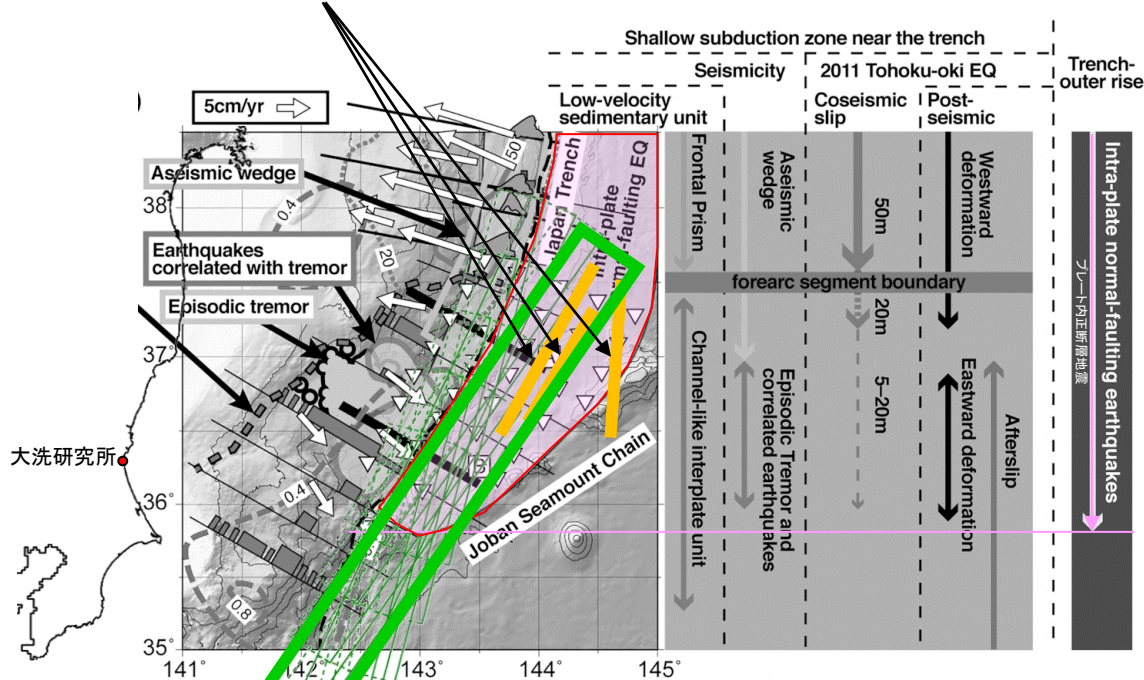 Shallow subduction zone near the trench
Seismicity
2011 Tohoku-oki EQ
Trench-
outer rise
Low-velocity
sedimentary unit
Coseismic
slip
Post-
seismic
5cm/yr
Aseismic wedge
Earthquakes
correlated with tremor
Episodic tremor
0.4
20
50
0.4
0.8
Japan Trench
Intra-plate
-faulting EQ
Joban Seamount Chain
大洗研究所
38°
37°
36°
35°
141°
142°
143°
144°
145°
Frontal Prism
Aseismic
wedge
50m
Westward
deformation
forearc segment boundary
Channel-like interplate unit
Episodic Tremor and
correlated earthquakes
20m
5–20m
Eastward deformation
Afterslip
Intra-plate normal-faulting earthquakes
プレート内正断層地震